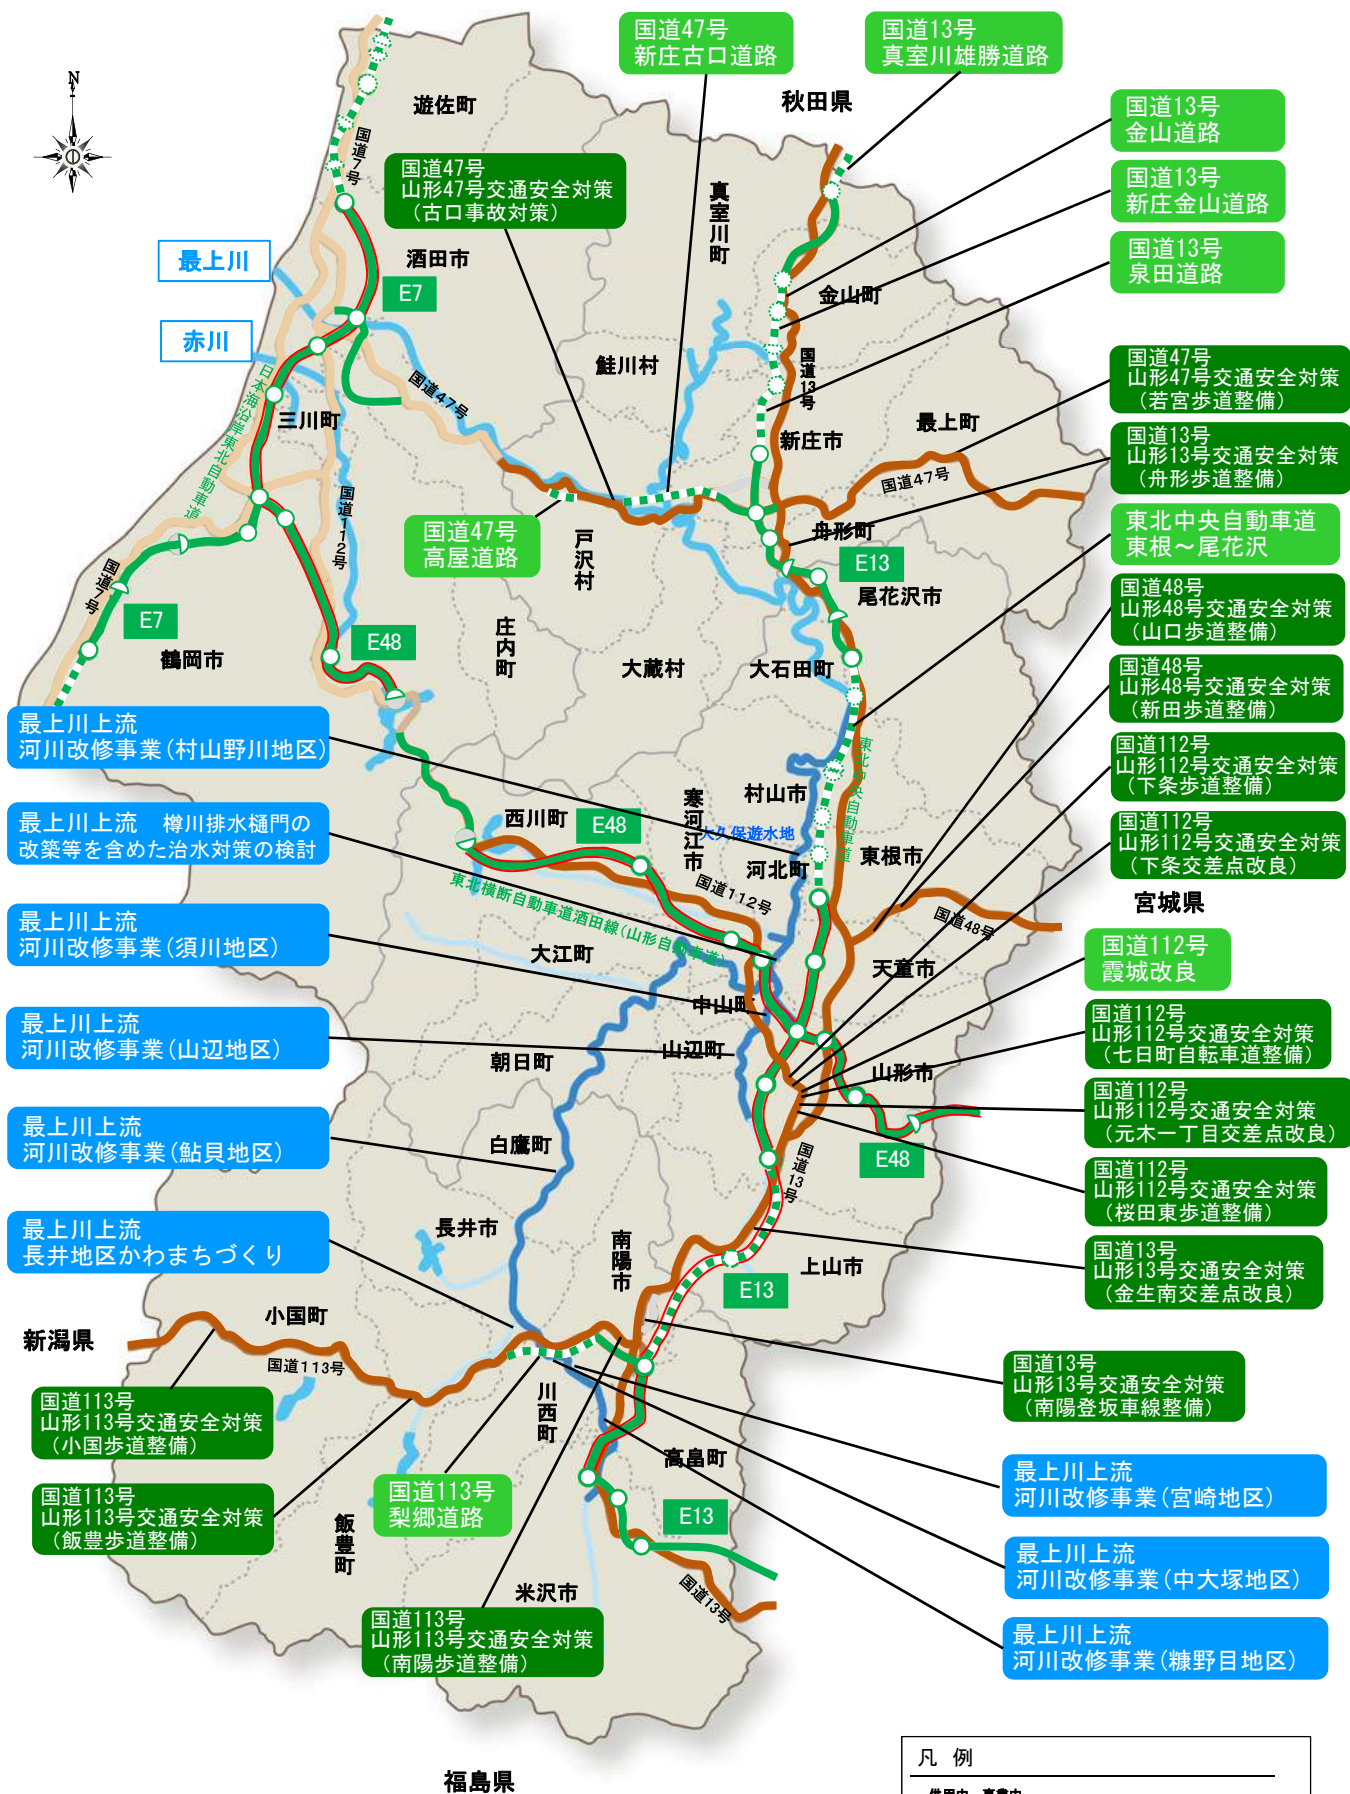 国道47号
新庄古口道路
国道13号
真室川雄勝道路
秋田県
国道13号
金山道路
国道13号
新庄金山道路
国道13号
泉田道路
N
遊佐町
国道7号
国道47号
山形47号交通安全対策
（古口事故対策）
真室川町
最上川
酒田市
E7
金山町
赤川
日本海沿岸東北自動車道
三川町
国道47号
鮭川村
国道13号
新庄市
最上町
国道47号
国道47号
山形47号交通安全対策
（若宮歩道整備）
国道13号
山形13号交通安全対策
（舟形歩道整備）
国道112号
国道47号
高屋道路
戸沢村
舟形町
E13
東北中央自動車道
東根～尾花沢
国道7号
E7
鶴岡市
E48
庄内町
大蔵村
大石田町
尾花沢市
国道48号
山形48号交通安全対策
（山口歩道整備）
国道48号
山形48号交通安全対策
（新田歩道整備）
最上川上流
河川改修事業(村山野川地区)
東北中央自動車道
国道112号
山形112号交通安全対策
（下条歩道整備）
最上川上流　樽川排水樋門の
改築等を含めた治水対策の検討
西川町
E48
寒河江市
村山市
大久保遊水地
河北町
東根市
国道112号
山形112号交通安全対策
（下条交差点改良）
宮城県
東北横断自動車道酒田線(山形自動車道)
国道112号
国道48号
最上川上流
河川改修事業(須川地区)
大江町
天童市
国道112号
霞城改良
中山町
最上川上流
河川改修事業(山辺地区)
朝日町
山辺町
山形市
国道112号
山形112号交通安全対策
（七日町自転車道整備）
国道112号
山形112号交通安全対策
（元木一丁目交差点改良）
最上川上流
河川改修事業(鮎貝地区)
白鷹町
国道13号
E48
国道112号
山形112号交通安全対策
（桜田東歩道整備）
最上川上流
長井地区かわまちづくり
長井市
南陽市
上山市
E13
国道13号
山形13号交通安全対策
（金生南交差点改良）
新潟県
小国町
国道113号
国道113号
山形113号交通安全対策
（小国歩道整備）
川西町
国道13号
山形13号交通安全対策
（南陽登坂車線整備）
国道113号
山形113号交通安全対策
（飯豊歩道整備）
国道113号
梨郷道路
高畠町
E13
最上川上流
河川改修事業(宮崎地区)
飯豊町
最上川上流
河川改修事業(中大塚地区)
米沢市
国道13号
国道113号
山形113号交通安全対策
（南陽歩道整備）
最上川上流
河川改修事業(糠野目地区)
福島県
凡　例